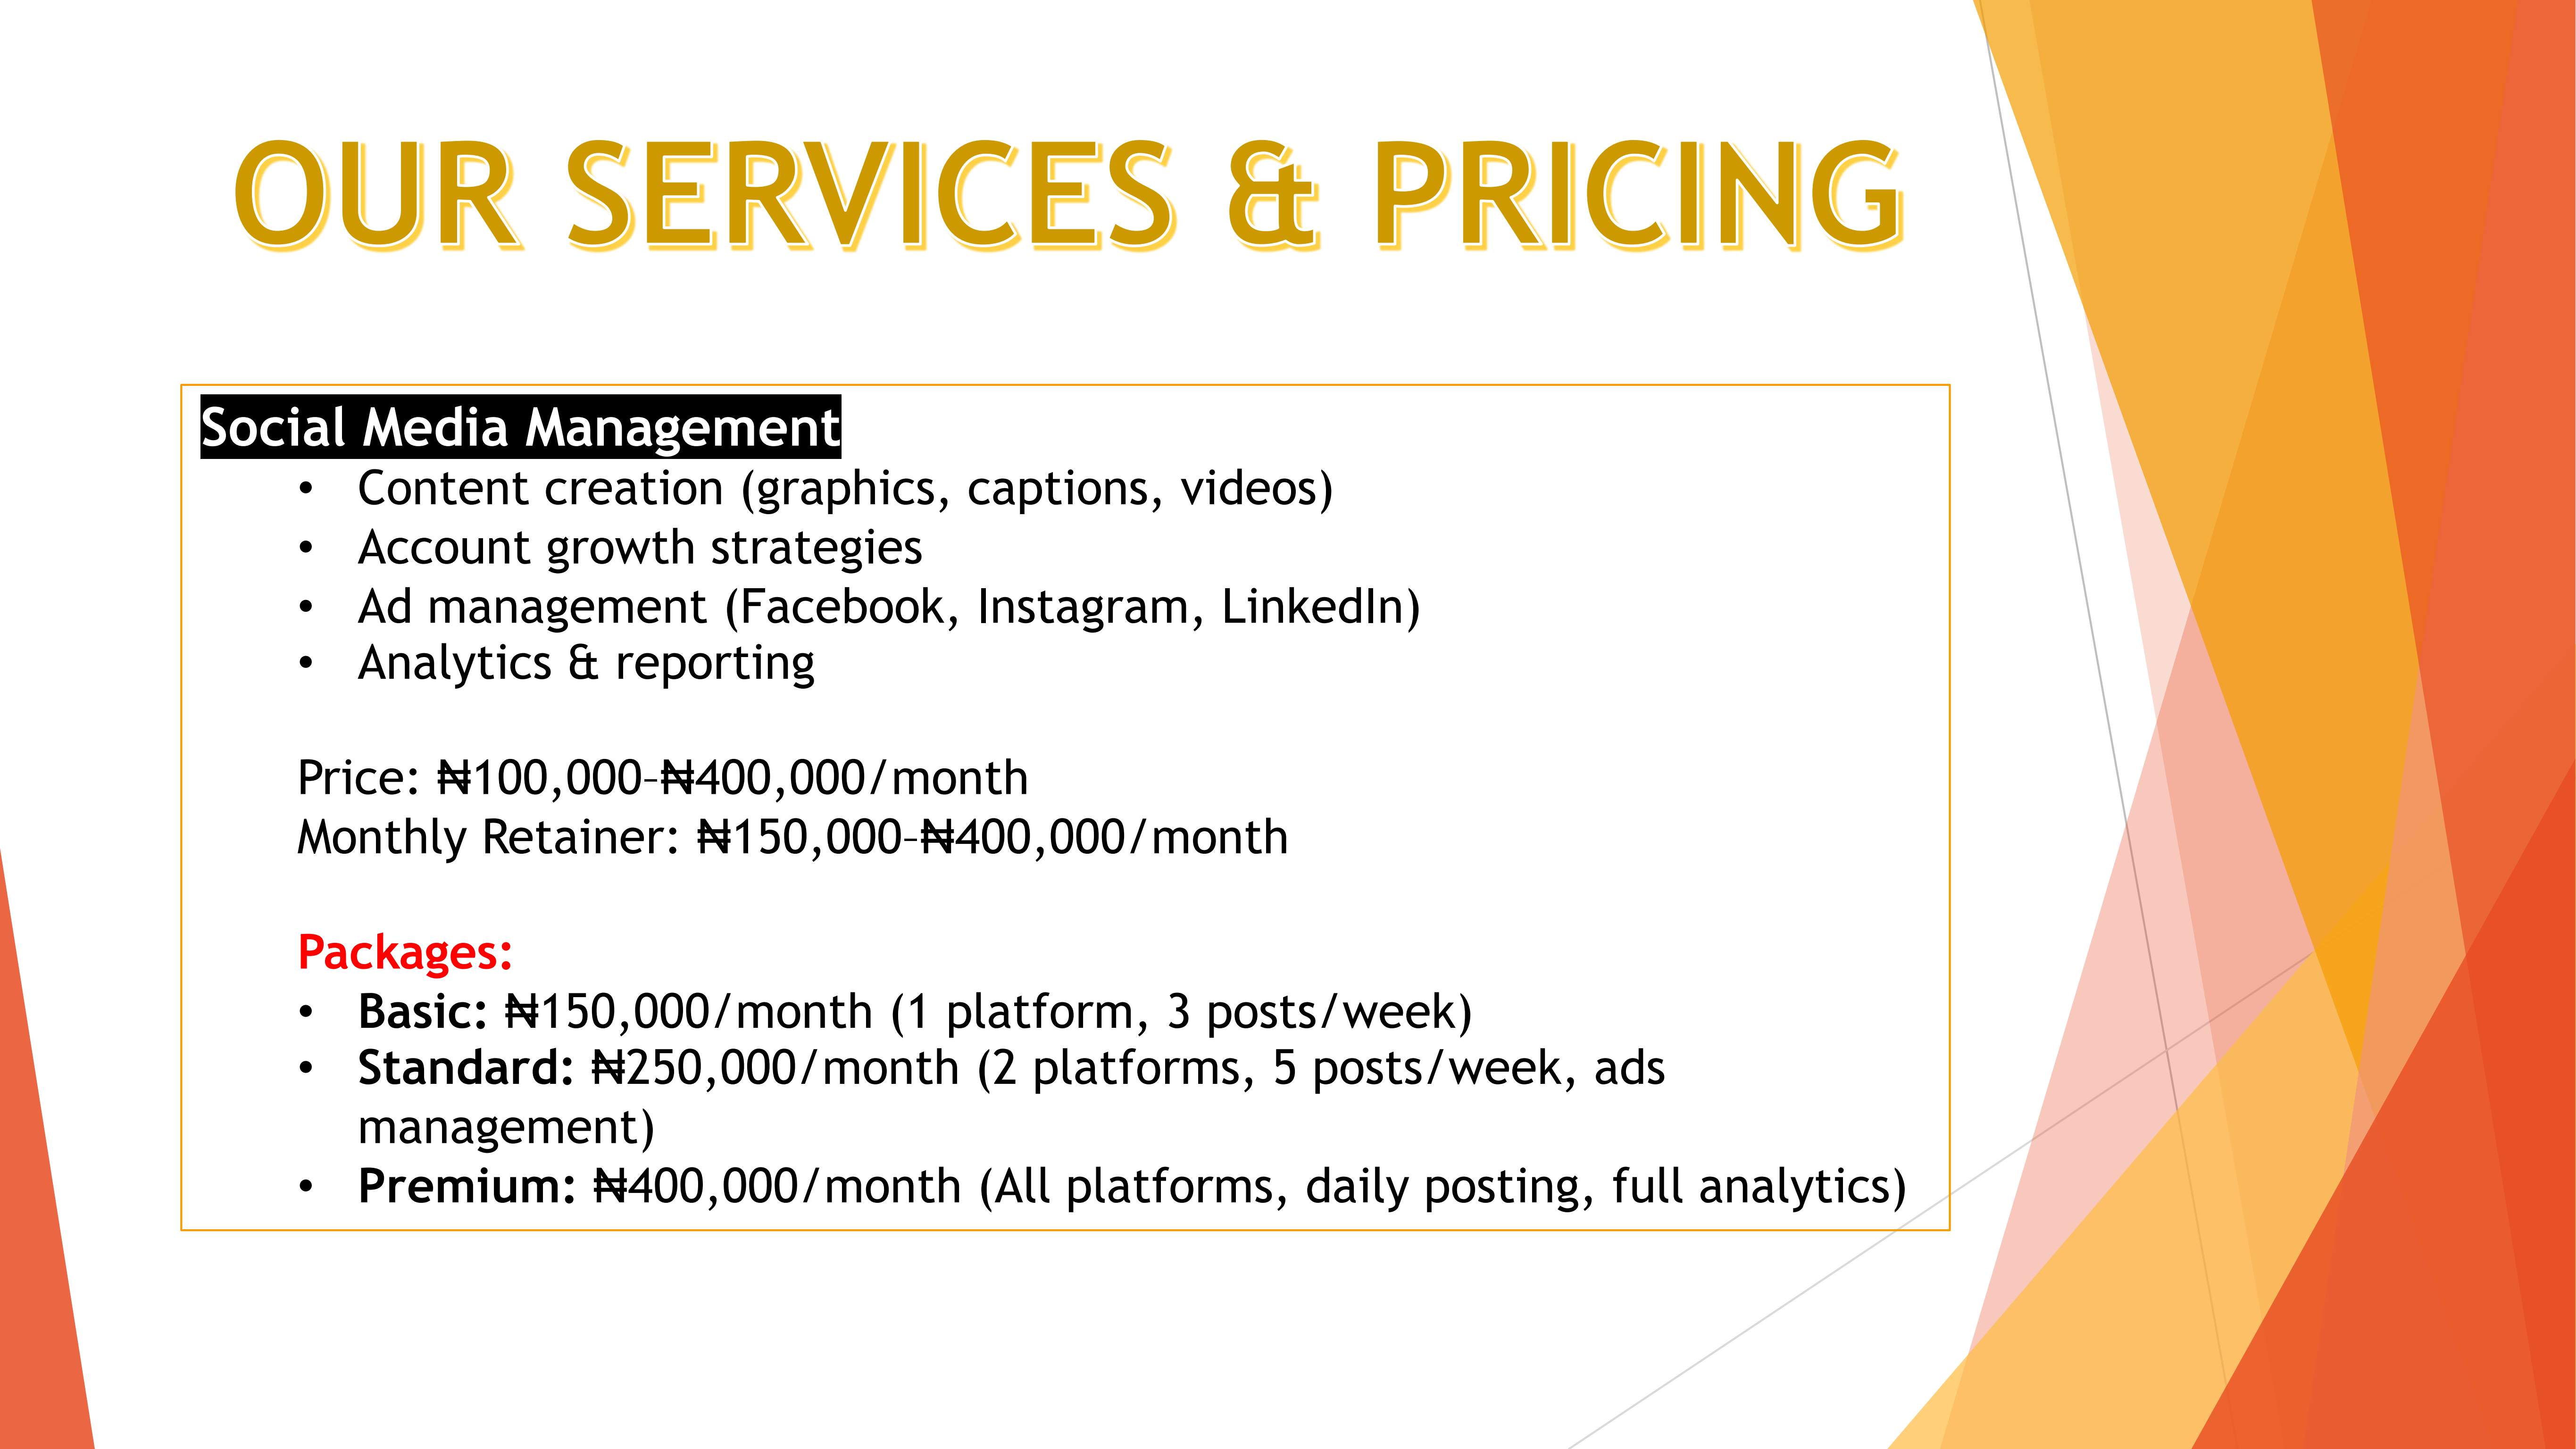 OUR SERVICES & PRICING
Social Media Management
• Content creation (graphics, captions, videos)
• Account growth strategies
• Ad management (Facebook, Instagram, LinkedIn)
• Analytics & reporting
Price: ₦100,000–₦400,000/month
Monthly Retainer: ₦150,000–₦400,000/month
Packages:
• Basic: ₦150,000/month (1 platform, 3 posts/week)
• Standard: ₦250,000/month (2 platforms, 5 posts/week, ads
management)
• Premium: ₦400,000/month (All platforms, daily posting, full analytics)